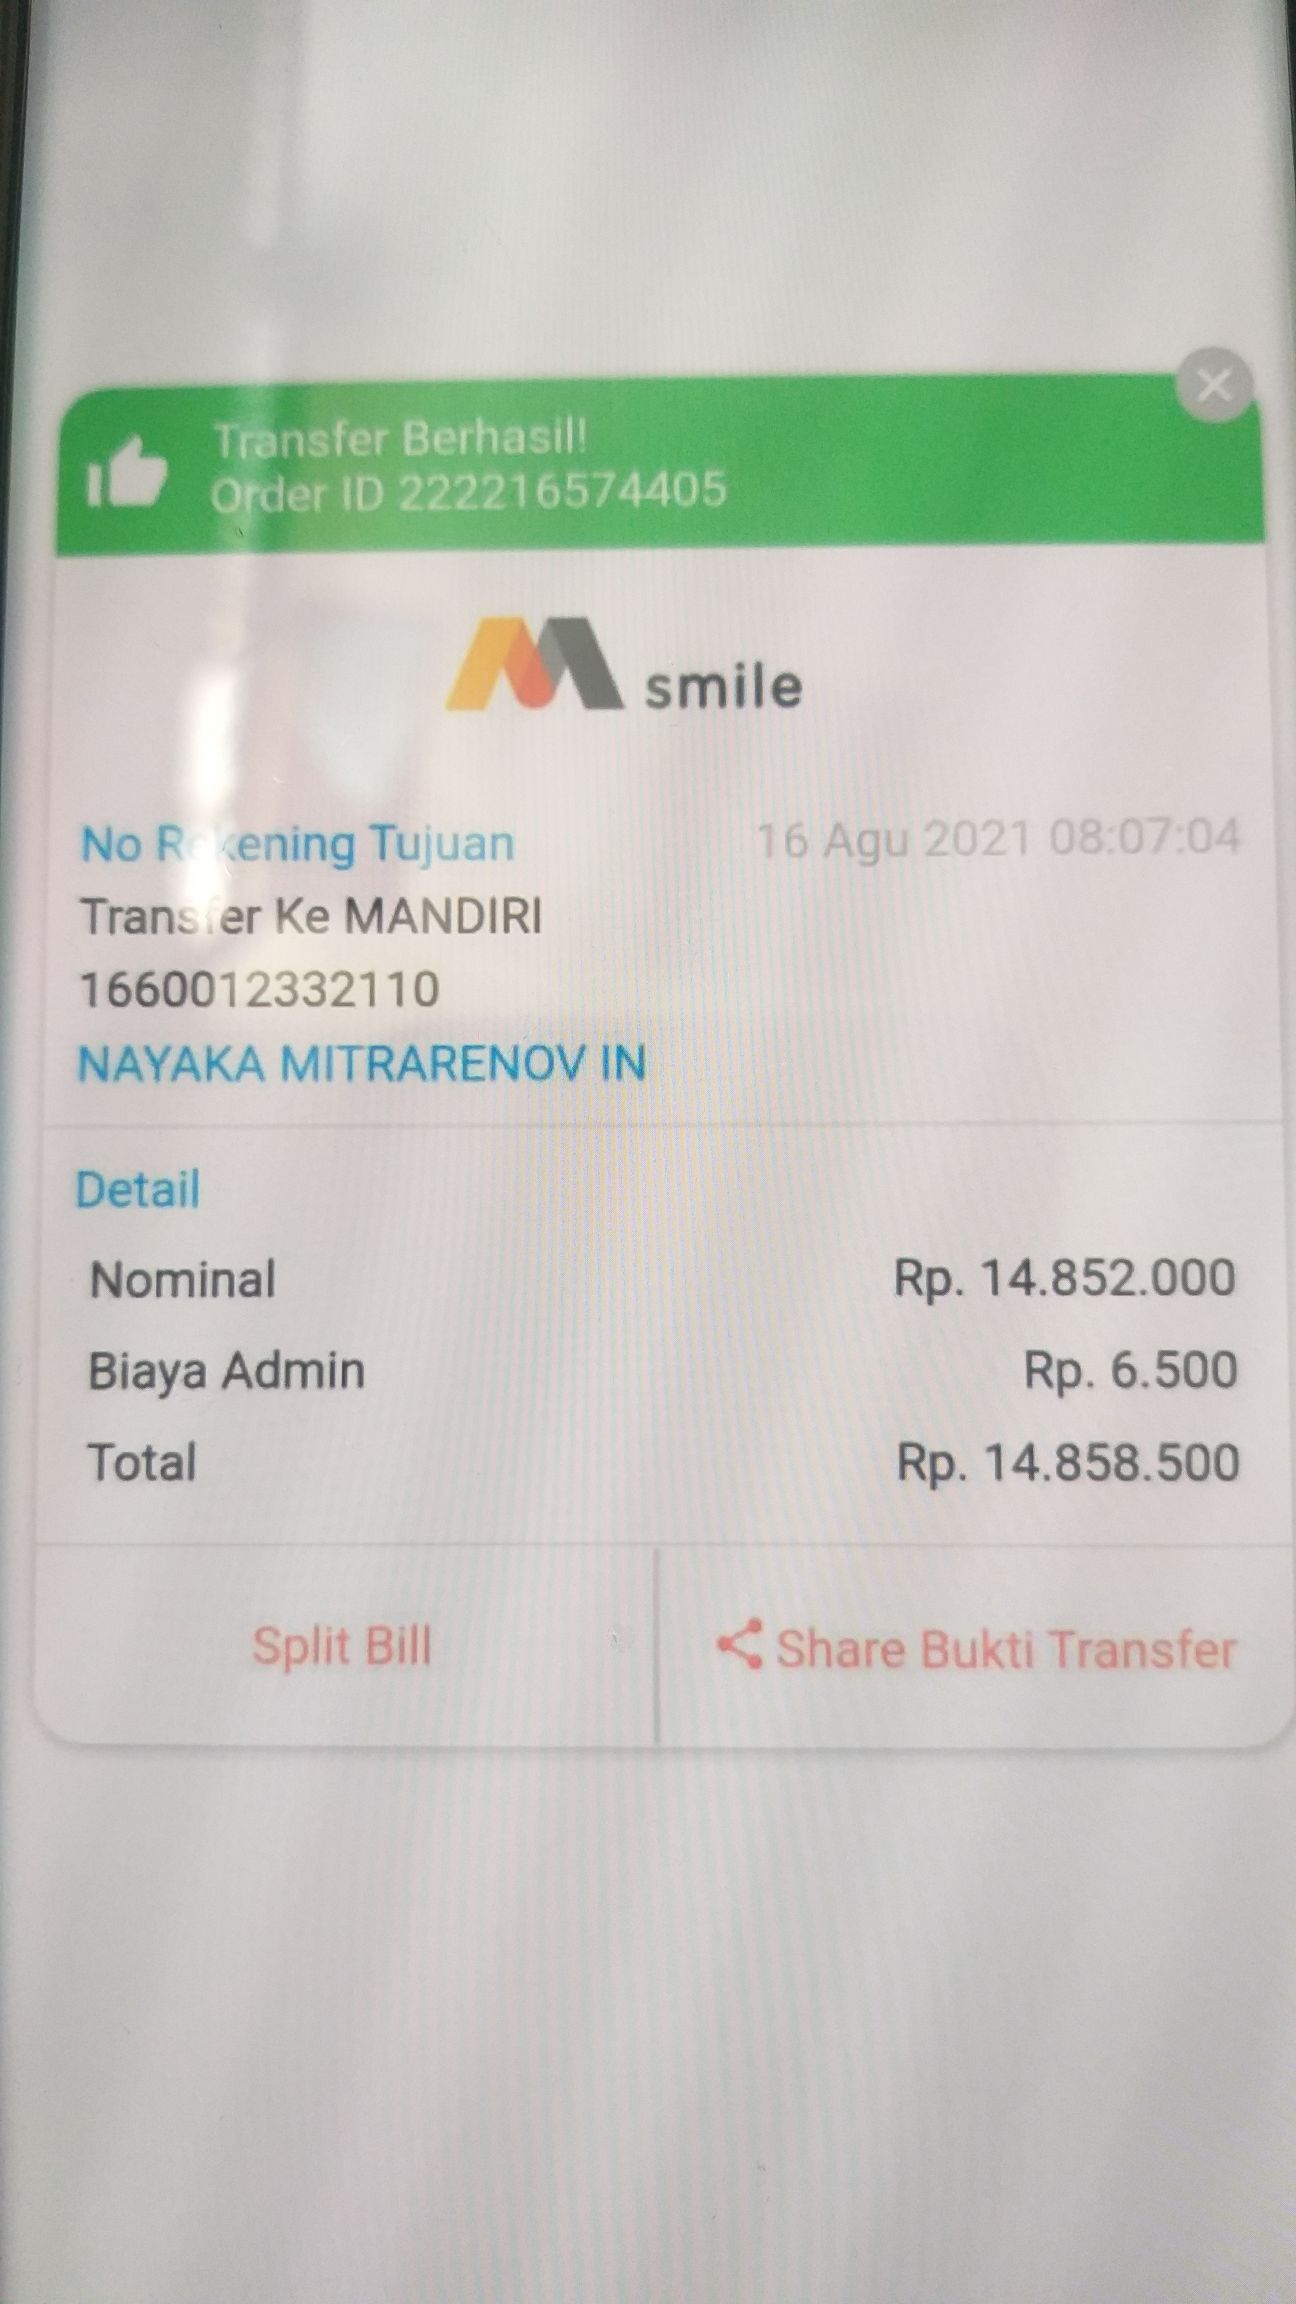 Transfer Berhasil!
Order ID 222216574405
smile
No Rekening Tujuan
16 Agu 2021 08:07:04
Transfer Ke MANDIRI
1660012332110
NAYAKA MITRARENOV IN
Detail
Nominal Rp. 14.852.000
Biaya Admin Rp. 6.500
Total Rp. 14.858.500
Split Bill
Share Bukti Transfer